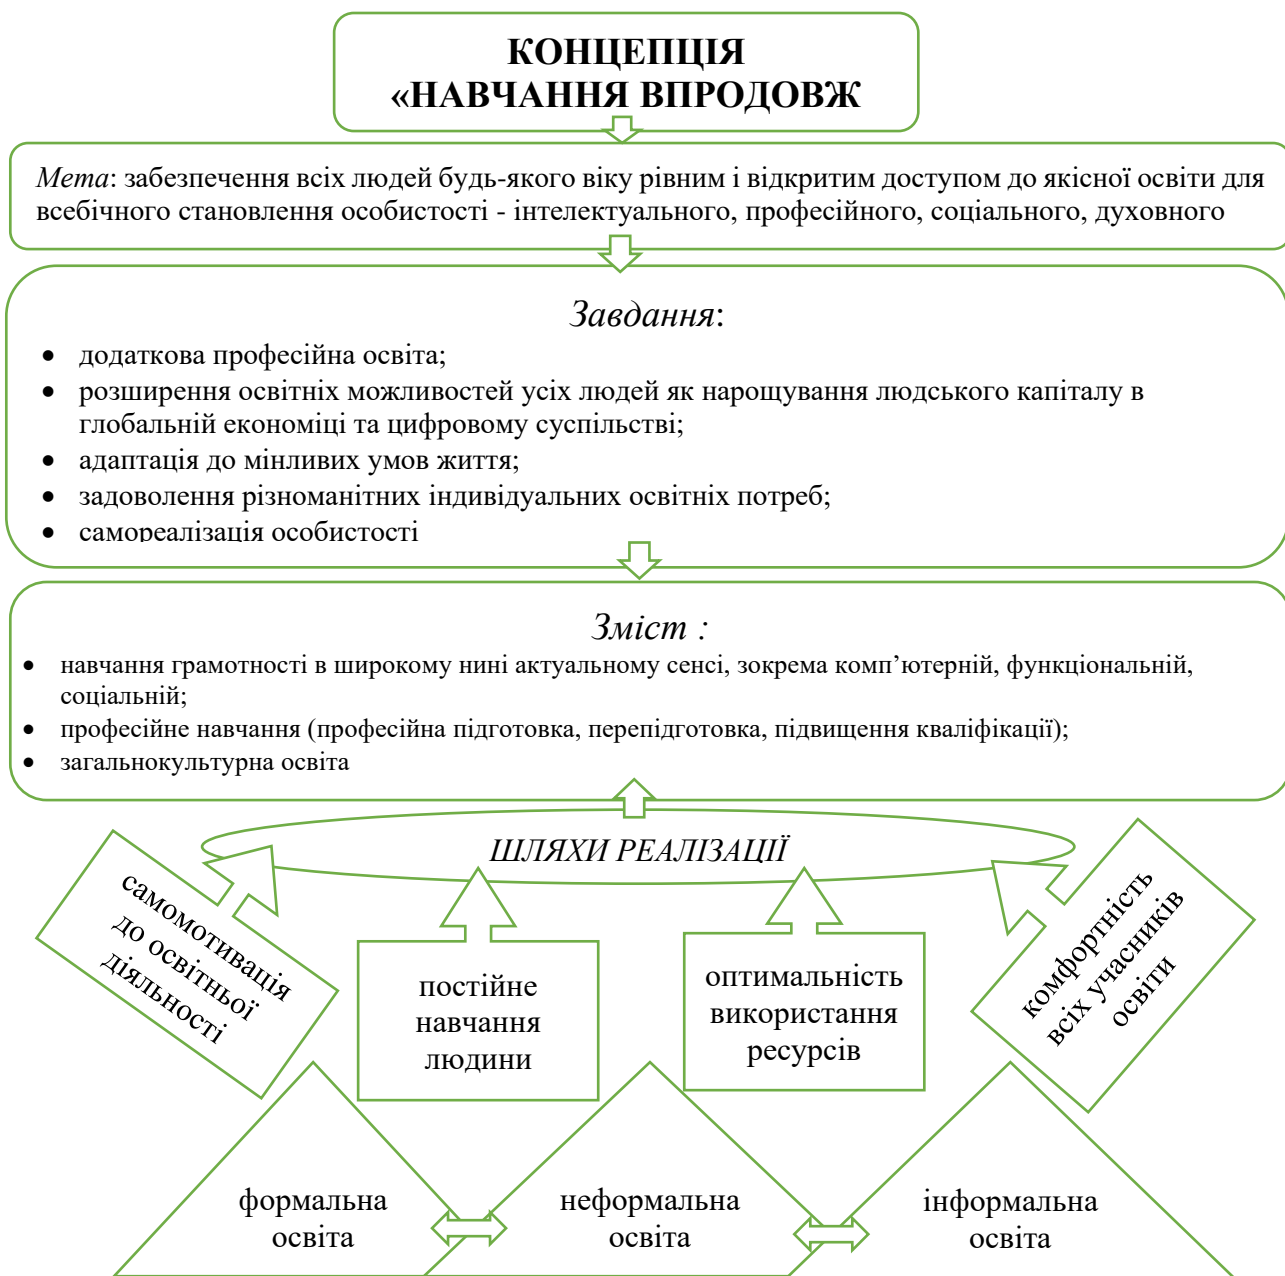 КОНЦЕПЦІЯ
«НАВЧАННЯ ВПРОДОВЖ
Мета: забезпечення всіх людей будь-якого віку рівним і відкритим доступом до якісної освіти для
всебічного становлення особистості - інтелектуального, професійного, соціального, духовного
Завдання:
• додаткова професійна освіта;
• розширення освітніх можливостей усіх людей як нарощування людського капіталу в
глобальній економіці та цифровому суспільстві;
• адаптація до мінливих умов життя;
• задоволення різноманітних індивідуальних освітніх потреб;
• самореалізація особистості
Зміст :
• навчання грамотності в широкому нині актуальному сенсі, зокрема комп’ютерній, функціональній,
соціальній;
• професійне навчання (професійна підготовка, перепідготовка, підвищення кваліфікації);
• загальнокультурна освіта
ШЛЯХИ РЕАЛІЗАЦІЇ
самомотивація
до освітньої
діяльності
постійне
навчання
людини
оптимальність
використання
ресурсів
комфортність
всіх учасників
освіти
формальна
освіта
неформальна
освіта
інформальна
освіта